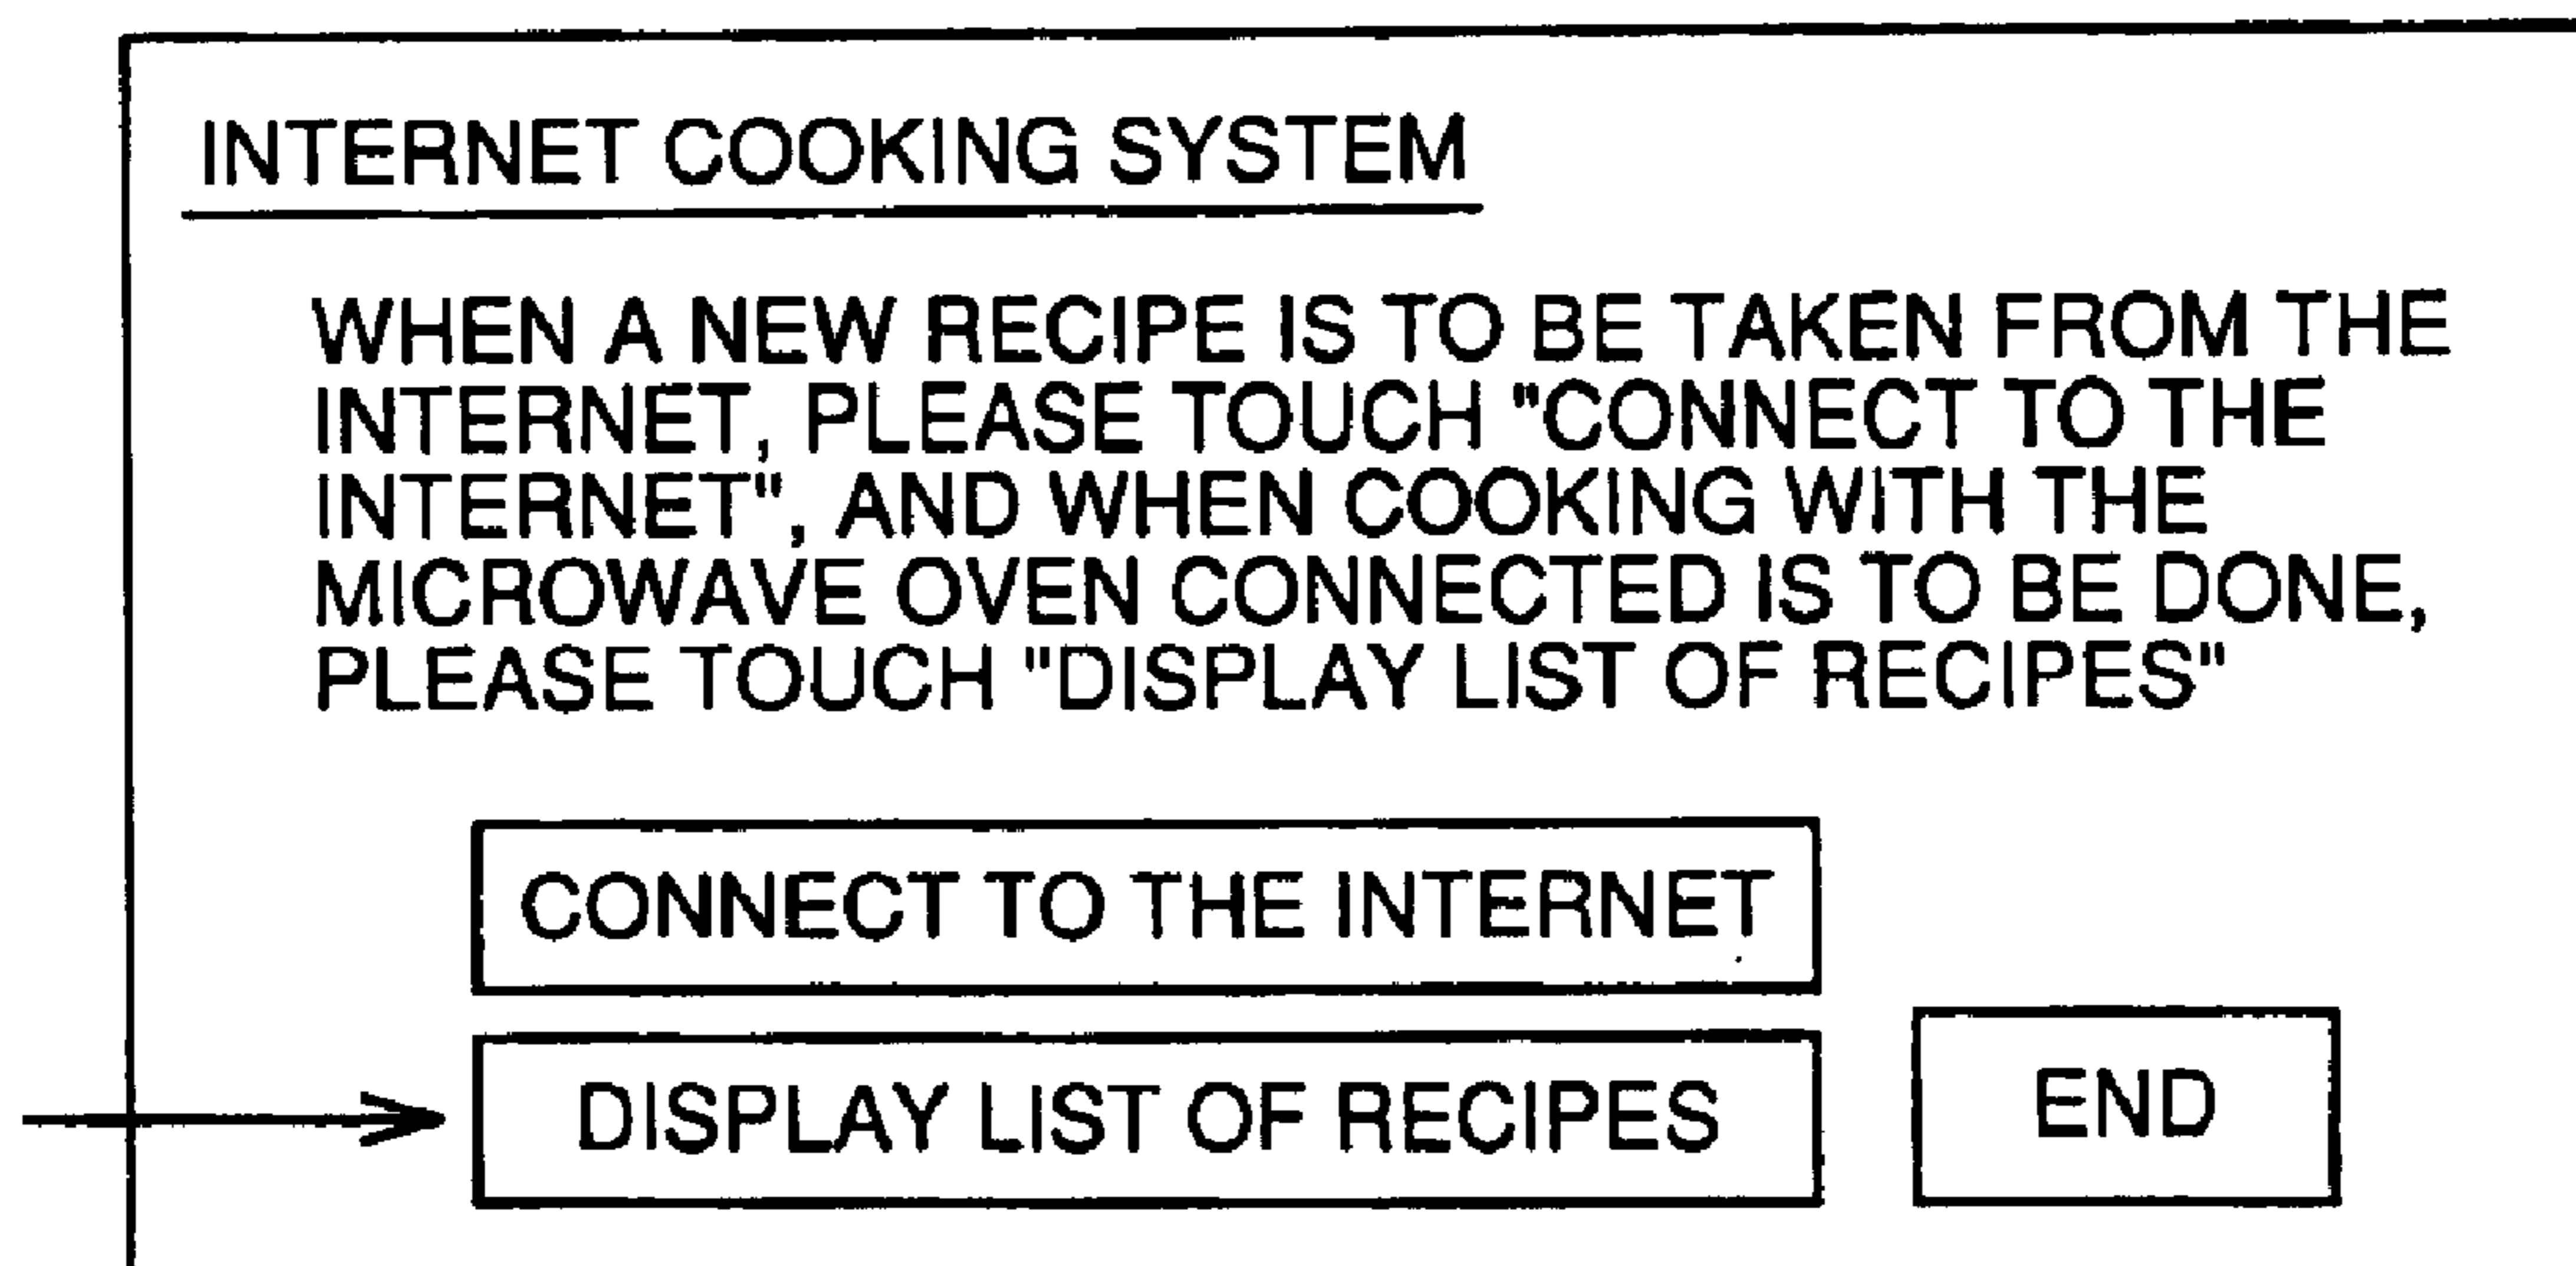 INTERNET COOKING SYSTEM
WHEN A NEW RECIPE IS TO BE TAKEN FROM THE
INTERNET, PLEASE TOUCH "CONNECT TO THE
INTERNET", AND WHEN COOKING WITH THE
MICROWAVE OVEN CONNECTED IS TO BE DONE,
PLEASE TOUCH "DISPLAY LIST OF RECIPES"
CONNECT TO THE INTERNET
DISPLAY LIST OF RECIPES
END